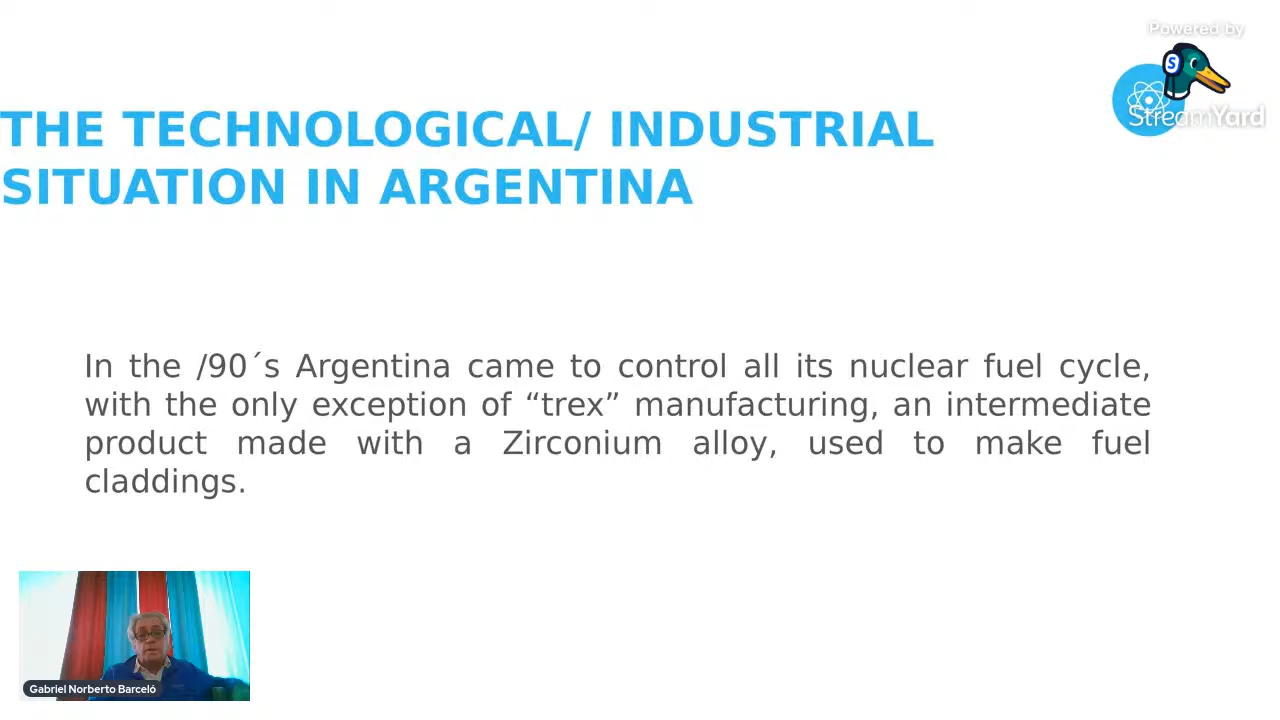 Powered by
S
StreamYard
THE TECHNOLOGICAL/ INDUSTRIAL
SITUATION IN ARGENTINA
In the /90´s Argentina came to control all its nuclear fuel cycle,
with the only exception of “trex” manufacturing, an intermediate
product made with a Zirconium alloy, used to make fuel
claddings.
Gabriel Norberto Barceló